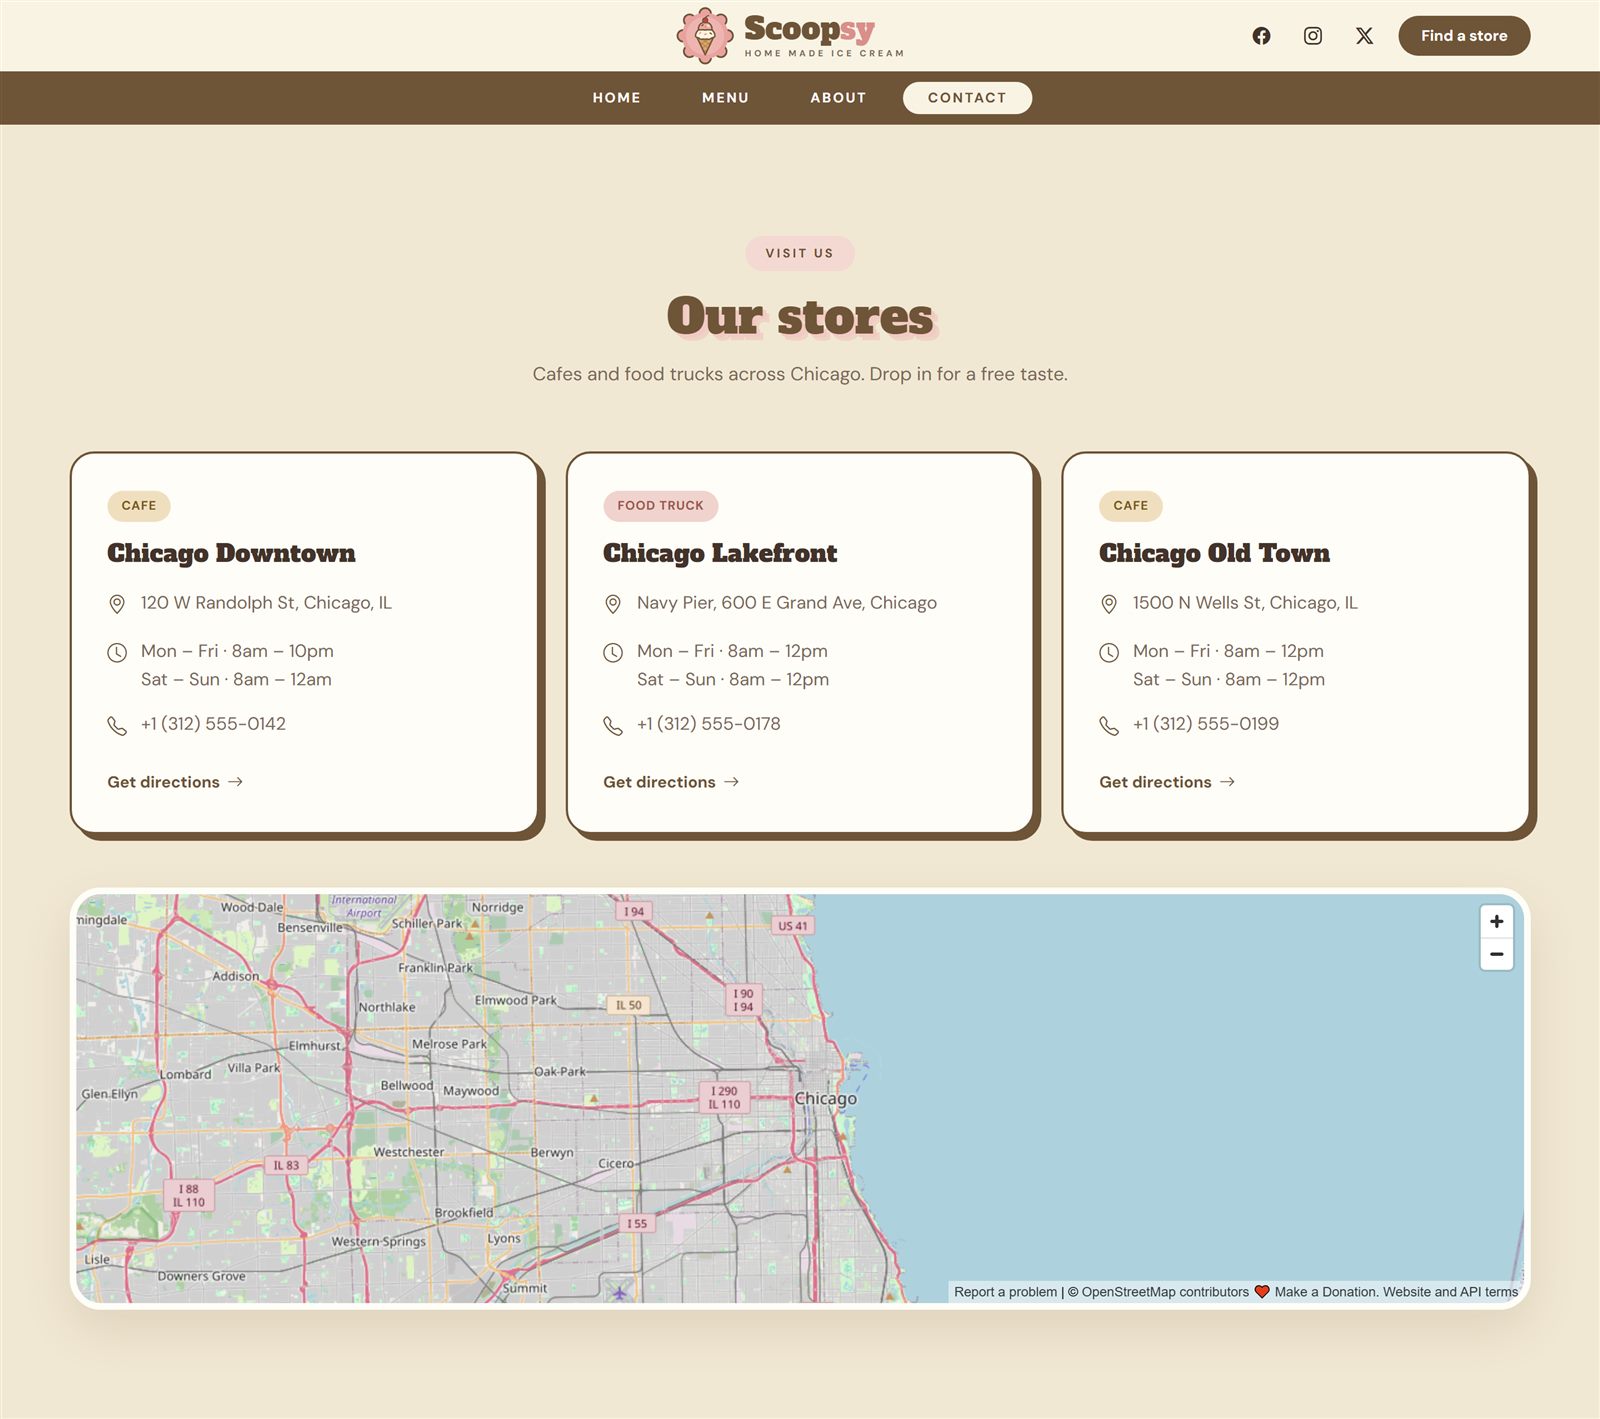 Scoopsy
HOME MADE ICE CREAM
Find a store
HOME
MENU
ABOUT
CONTACT
VISIT US
Our stores
Cafes and food trucks across Chicago. Drop in for a free taste.
CAFE
Chicago Downtown
120 W Randolph St, Chicago, IL
Mon – Fri · 8am – 10pm
Sat – Sun · 8am – 12am
+1 (312) 555-0142
Get directions →
FOOD TRUCK
Chicago Lakefront
Navy Pier, 600 E Grand Ave, Chicago
Mon – Fri · 8am – 12pm
Sat – Sun · 8am – 12pm
+1 (312) 555-0178
Get directions →
CAFE
Chicago Old Town
1500 N Wells St, Chicago, IL
Mon – Fri · 8am – 12pm
Sat – Sun · 8am – 12pm
+1 (312) 555-0199
Get directions →
International
Airport
Wood Dale
Norridge
I 94
mingdale
Bensenville
Schiller Park
US 41
+
−
Addison
Franklin Park
I 90
I 94
Northlake
Elmwood Park
IL 50
Elmhurst
Melrose Park
Lombard
Villa Park
Oak Park
Glen Ellyn
Bellwood
Maywood
I 290
IL 110
Chicago
Westchester
Berwyn
Cicero
IL 83
I 88
IL 110
Brookfield
I 55
Western Springs
Lyons
Lisle
Downers Grove
Summit
Report a problem | © OpenStreetMap contributors ❤️ Make a Donation. Website and API terms